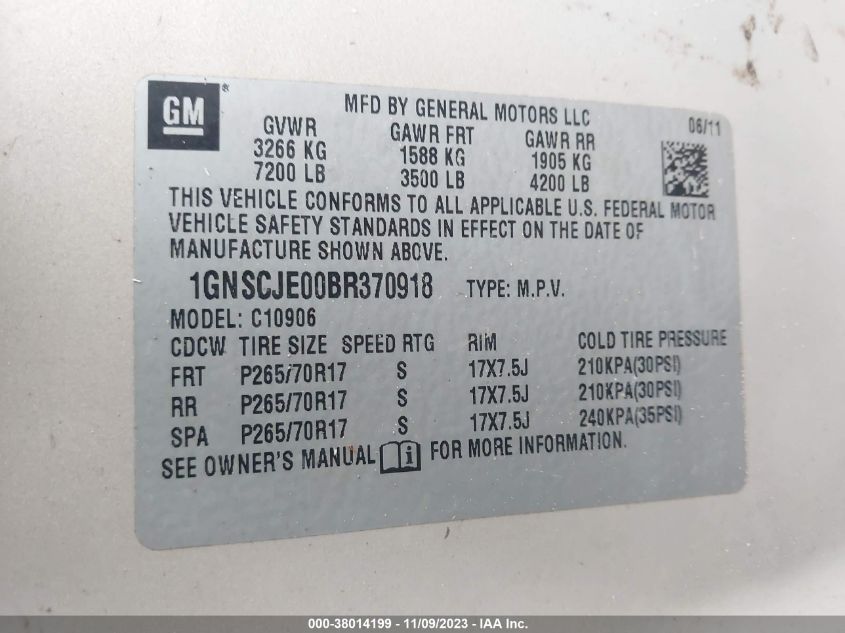 GM ®
MFD BY GENERAL MOTORS LLC
06/11
GVWR GAWR FRT GAWR RR
3266 KG 1588 KG 1905 KG
7200 LB 3500 LB 4200 LB
THIS VEHICLE CONFORMS TO ALL APPLICABLE U.S. FEDERAL MOTOR
VEHICLE SAFETY STANDARDS IN EFFECT ON THE DATE OF
MANUFACTURE SHOWN ABOVE.
1GNSCJE00BR370918 TYPE: M.P.V.
MODEL: C10906
CDCW TIRE SIZE SPEED RTG RIM COLD TIRE PRESSURE
FRT P265/70R17 S 17X7.5J 210KPA(30PSI)
RR P265/70R17 S 17X7.5J 210KPA(30PSI)
SPA P265/70R17 S 17X7.5J 240KPA(35PSI)
SEE OWNER'S MANUAL i FOR MORE INFORMATION.
000-38014199 - 11/09/2023 - IAA Inc.